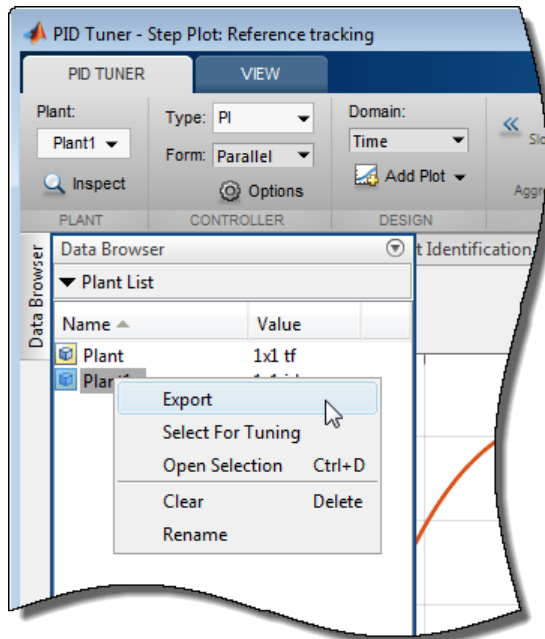 PID Tuner - Step Plot: Reference tracking
PID TUNER VIEW
Plant: Type: PI Domain:
Plant1 Form: Parallel Time
Inspect Options Add Plot
PLANT CONTROLLER DESIGN
Data Browser
Data Browser t Identification
Plant List
Name Value
Plant 1x1 tf
Export
Select For Tuning
Open Selection Ctrl+D
Clear Delete
Rename